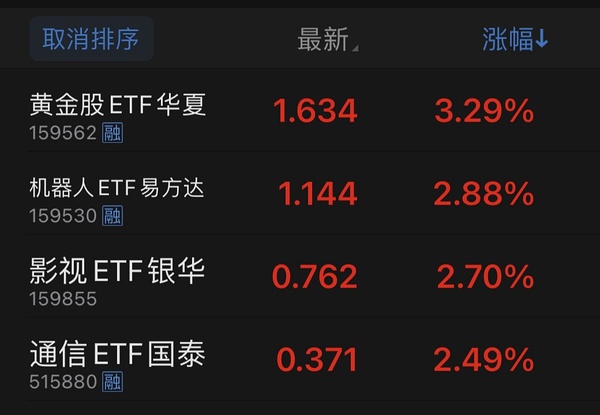 取消排序 最新 涨幅↓
黄金股ETF华夏 1.634 3.29%
159562 融
机器人ETF易方达 1.144 2.88%
159530 融
影视ETF银华 0.762 2.70%
159855
通信ETF国泰 0.371 2.49%
515880 融